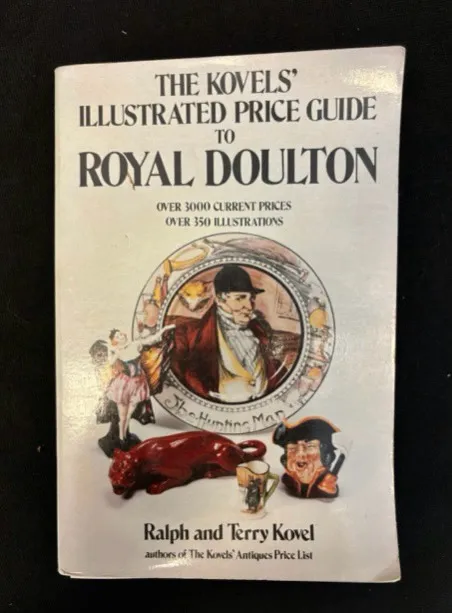 THE KOVELS'
ILLUSTRATED PRICE GUIDE
TO
ROYAL DOULTON
OVER 3000 CURRENT PRICES
OVER 350 ILLUSTRATIONS
The Hunting Man
Ralph and Terry Kovel
authors of The Kovels' Antiques Price List